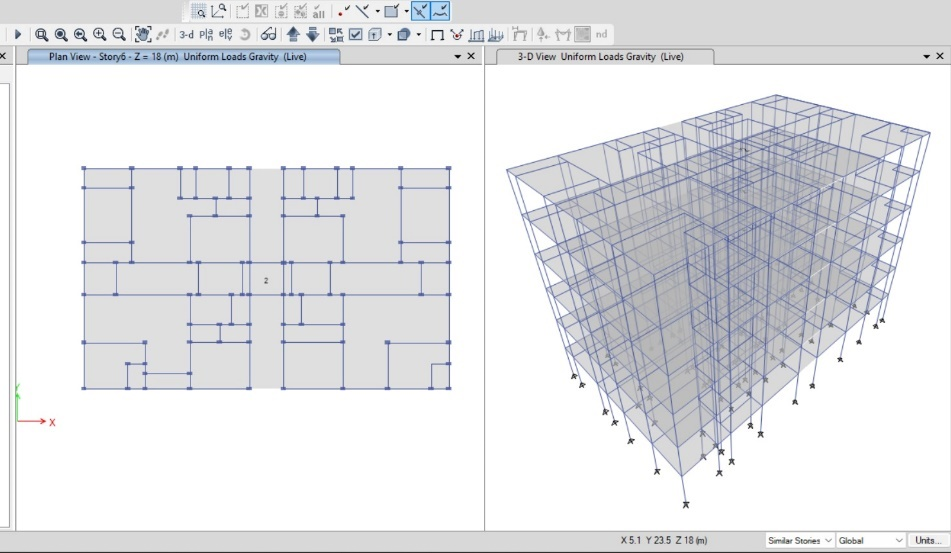 all
3-d
nd
Plan View - Story6 - Z = 18 (m) Uniform Loads Gravity (Live)
3-D View Uniform Loads Gravity (Live)
2
Y
X
X 5.1 Y 23.5 Z 18 (m)
Similar Stories
Global
Units...